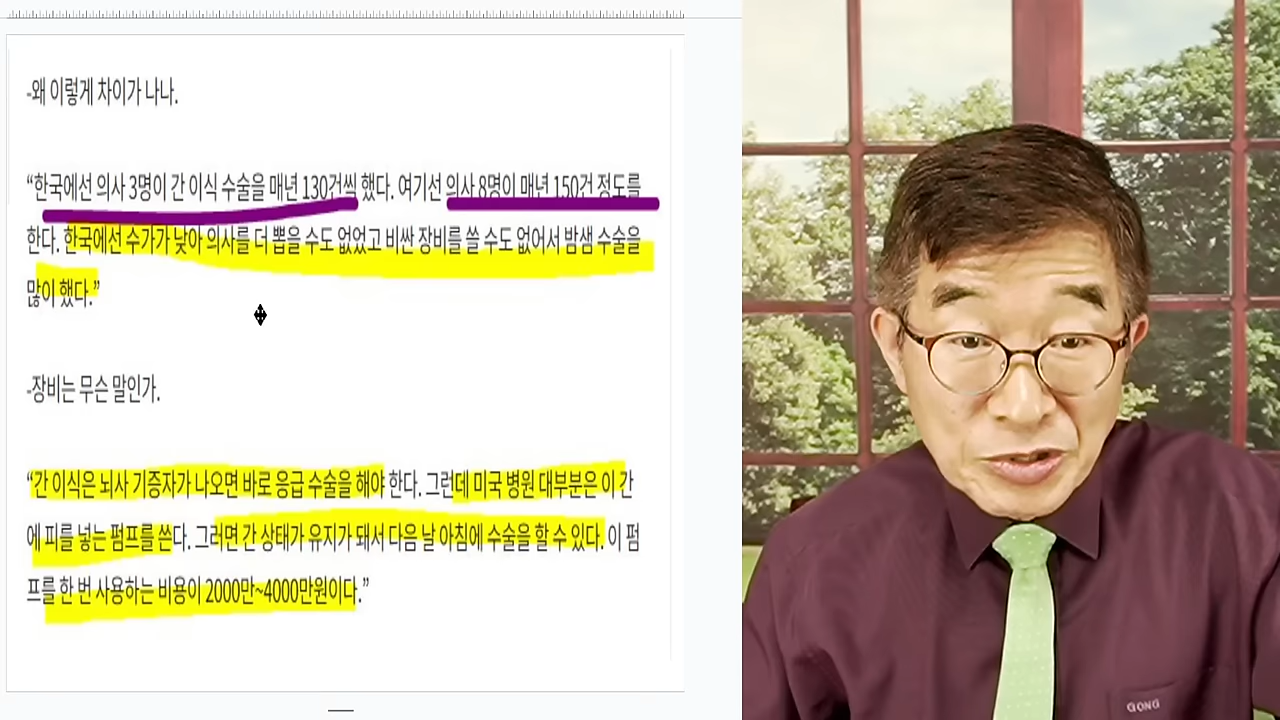 -왜 이렇게 차이가 나나.
“한국에선 의사 3명이 간 이식 수술을 매년 130건씩 했다. 여기선 의사 8명이 매년 150건 정도를
한다. 한국에선 수가가 낮아 의사를 더 뽑을 수도 없었고 비싼 장비를 쓸 수도 없어서 밤샘 수술을
많이 했다.”
-장비는 무슨 말인가.
“간 이식은 뇌사 기증자가 나오면 바로 응급 수술을 해야 한다. 그런데 미국 병원 대부분은 이 간
에 피를 넣는 펌프를 쓴다. 그러면 간 상태가 유지가 돼서 다음 날 아침에 수술을 할 수 있다. 이 펌
프를 한 번 사용하는 비용이 2000만~4000만원이다.”
GONG